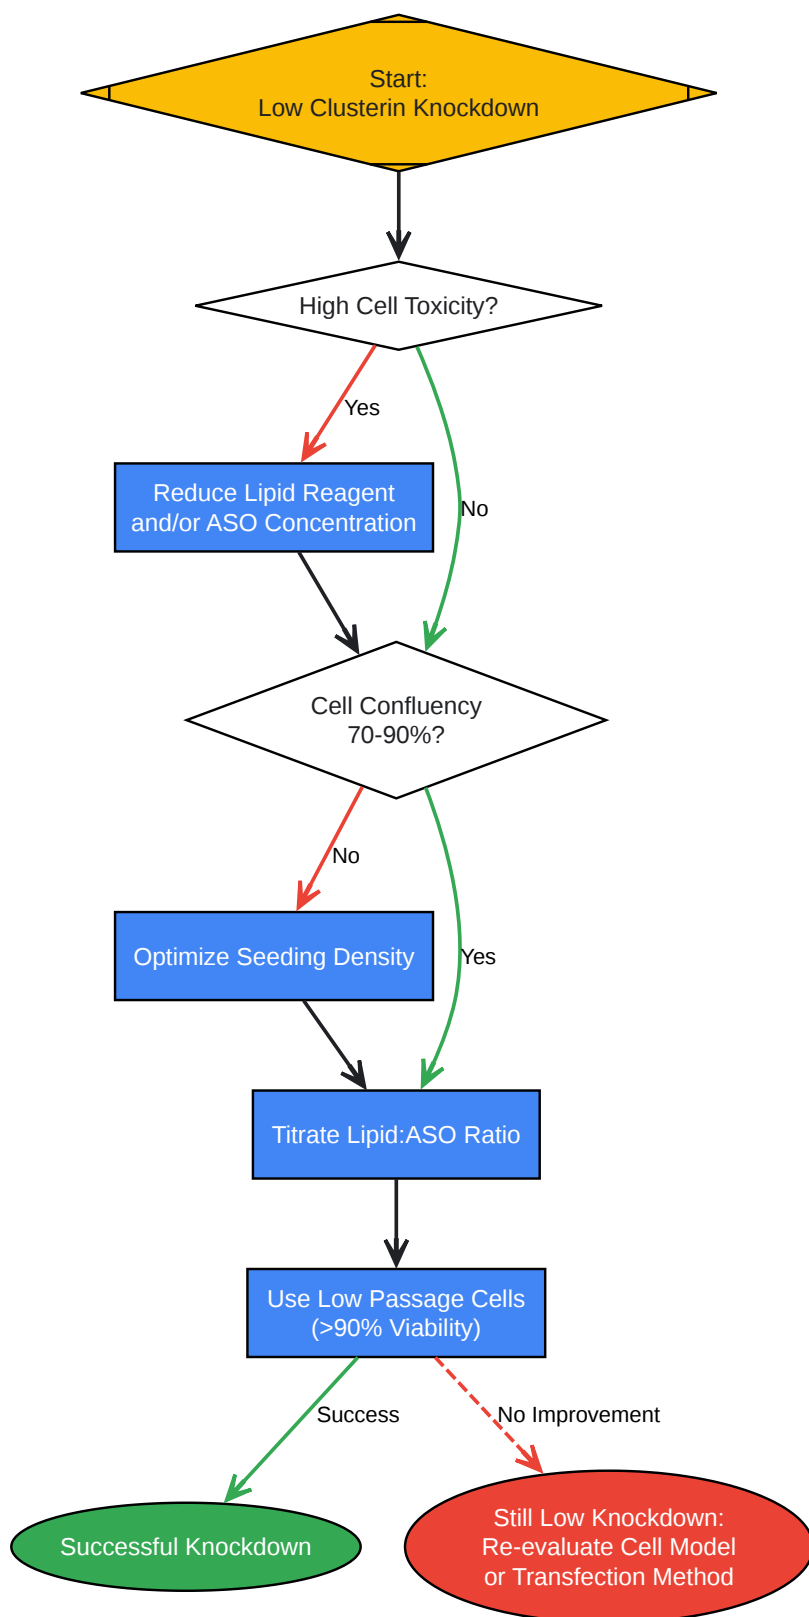 Start:
Low Clusterin Knockdown
High Cell Toxicity?
Yes
Reduce Lipid Reagent
and/or ASO Concentration
No
Cell Confluency
70-90%?
No
Optimize Seeding Density
Yes
Titrate Lipid:ASO Ratio
Use Low Passage Cells
(>90% Viability)
Success
No Improvement
Successful Knockdown
Still Low Knockdown:
Re-evaluate Cell Model
or Transfection Method